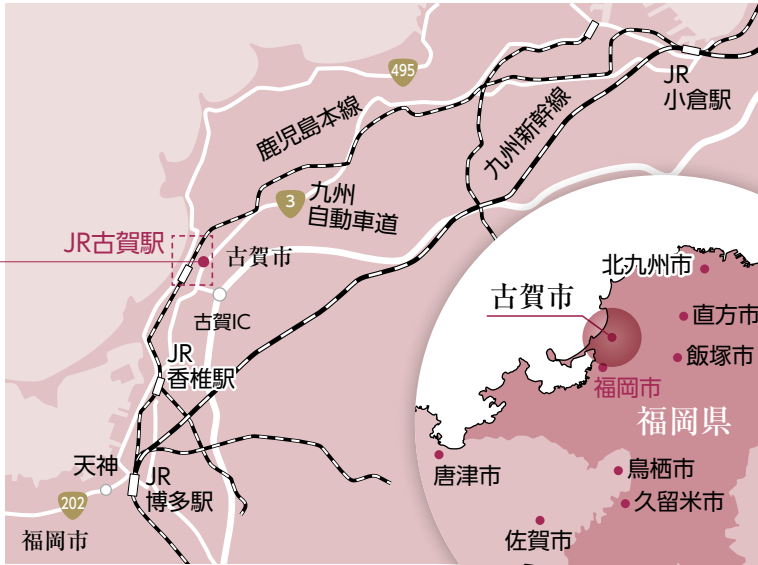 495
JR
小倉駅
鹿児島本線
九州新幹線
3
九州
自動車道
JR古賀駅
古賀市
古賀IC
JR
香椎駅
天神
JR
博多駅
202
福岡市
北九州市
古賀市
直方市
飯塚市
福岡市
福岡県
唐津市
鳥栖市
久留米市
佐賀市